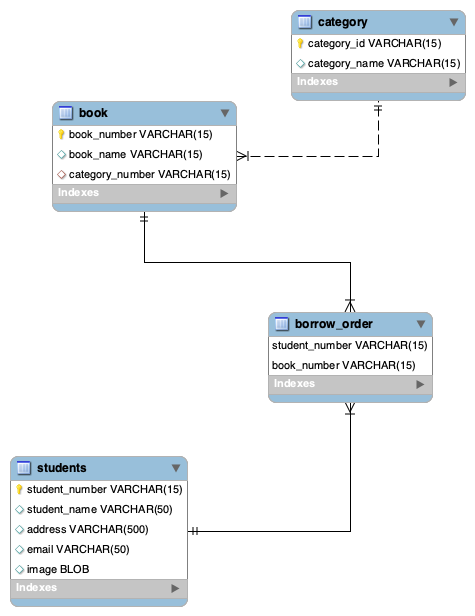 category
category_id VARCHAR(15)
category_name VARCHAR(15)
Indexes
book
book_number VARCHAR(15)
book_name VARCHAR(15)
category_number VARCHAR(15)
Indexes
borrow_order
student_number VARCHAR(15)
book_number VARCHAR(15)
Indexes
students
student_number VARCHAR(15)
student_name VARCHAR(50)
address VARCHAR(500)
email VARCHAR(50)
image BLOB
Indexes